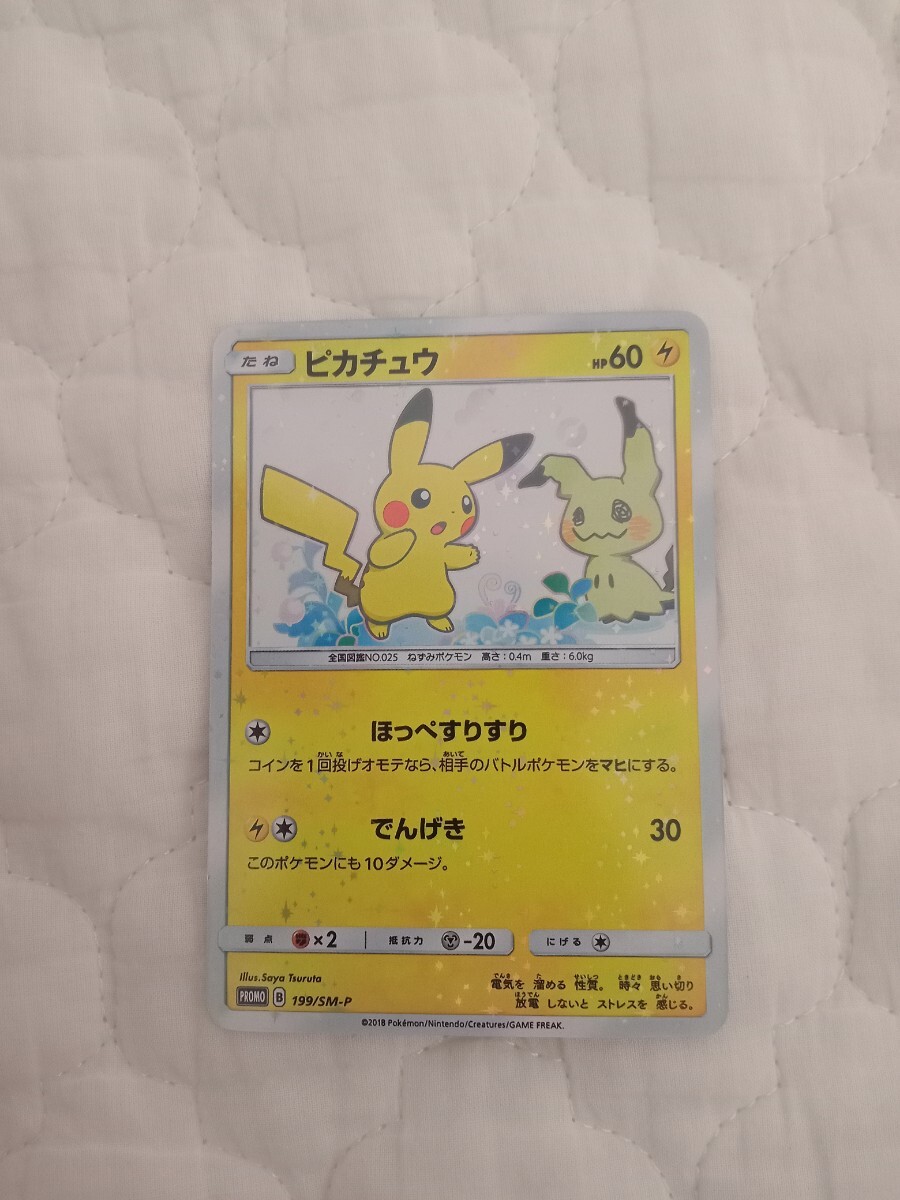 たね ピカチュウ HP60
全国図鑑NO.025 ねずみポケモン 高さ:0.4m 重さ:6.0kg
ほっぺすりすり
コインを1回投げオモテなら、相手のバトルポケモンをマヒにする。
でんげき 30
このポケモンにも10ダメージ。
弱点 ×2 抵抗力 -20 にげる
Illus.Saya Tsuruta
電気を 溜める 性質。 時々 思い切り
放電 しないと ストレスを 感じる。
PROMO B 199/SM-P
©2018 Pokémon/Nintendo/Creatures/GAME FREAK.